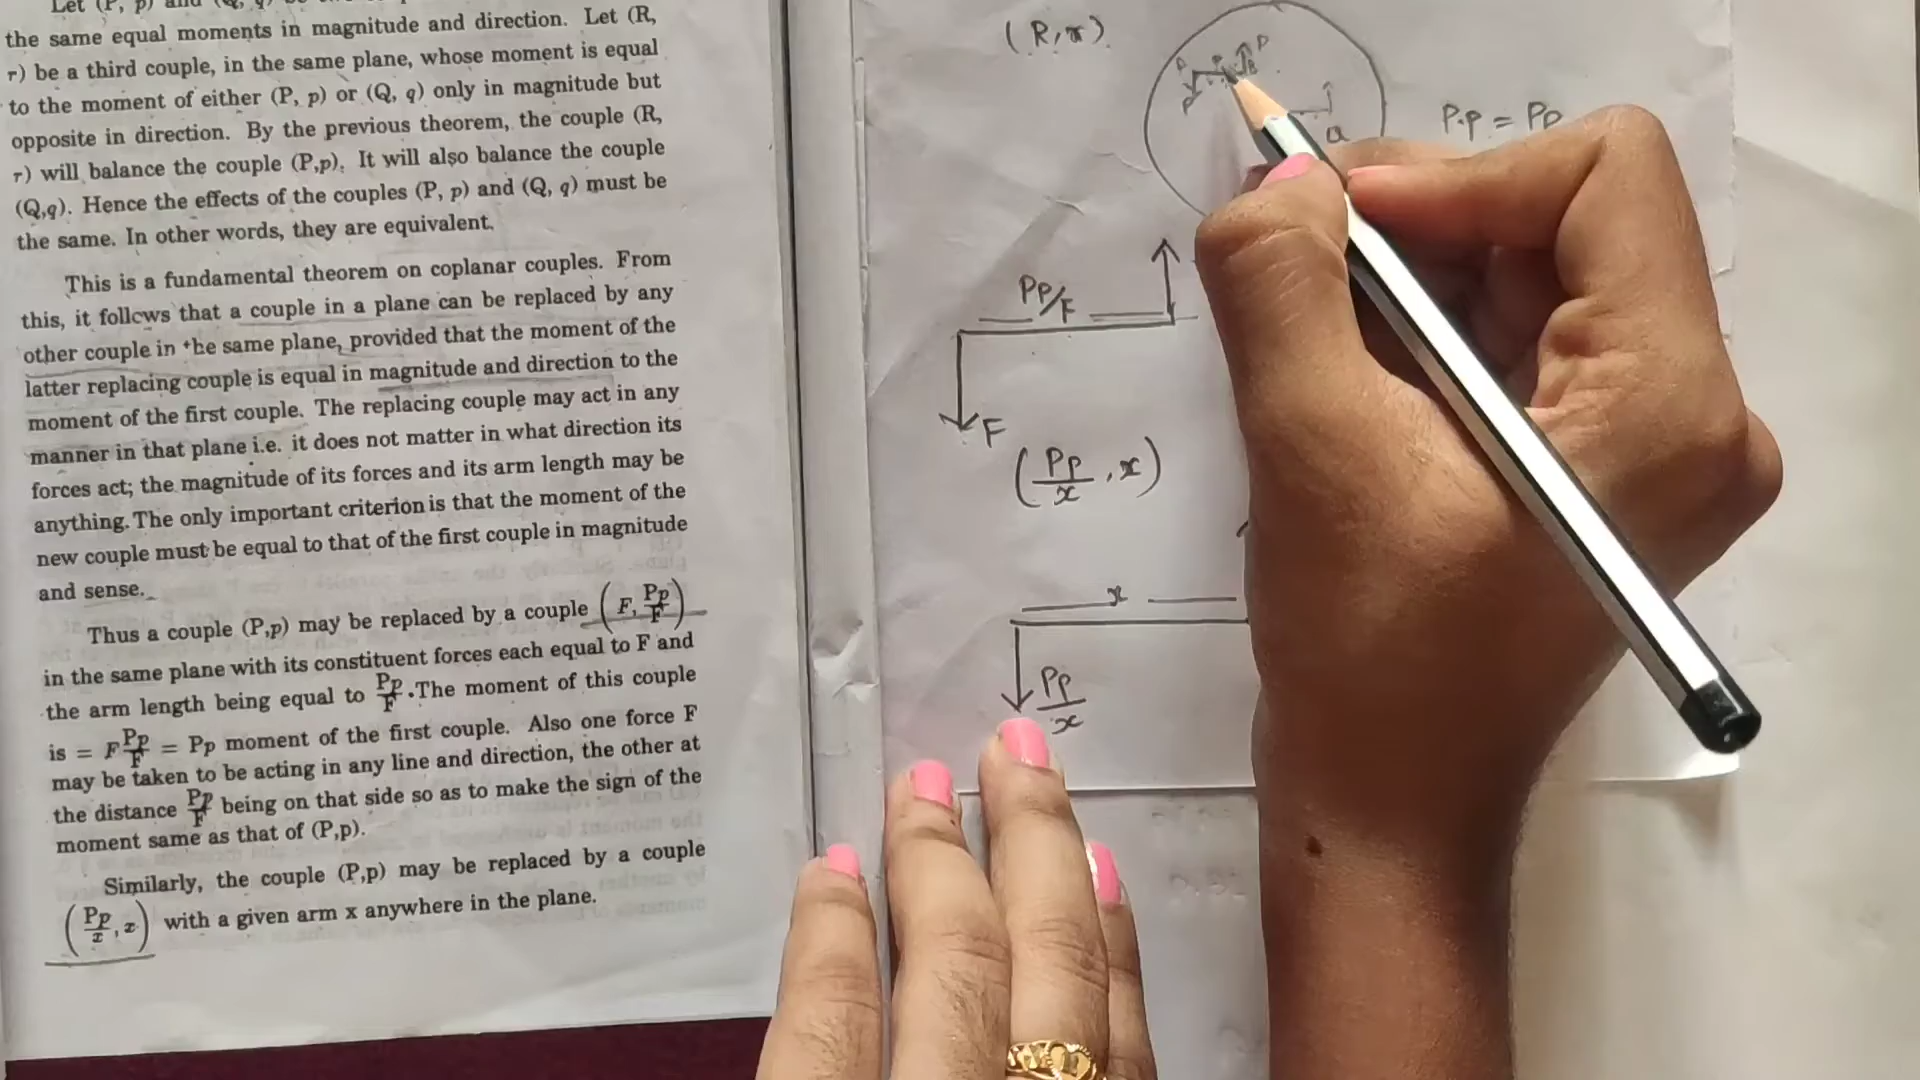 Let (P, p) and (Q, q)
the same equal moments in magnitude and direction. Let (R,
r) be a third couple, in the same plane, whose moment is equal
to the moment of either (P, p) or (Q, q) only in magnitude but
opposite in direction. By the previous theorem, the couple (R,
r) will balance the couple (P,p). It will also balance the couple
(Q,q). Hence the effects of the couples (P, p) and (Q, q) must be
the same. In other words, they are equivalent.
This is a fundamental theorem on coplanar couples. From
this, it follows that a couple in a plane can be replaced by any
other couple in the same plane, provided that the moment of the
latter replacing couple is equal in magnitude and direction to the
moment of the first couple. The replacing couple may act in any
manner in that plane i.e. it does not matter in what direction its
forces act; the magnitude of its forces and its arm length may be
anything. The only important criterion is that the moment of the
new couple must be equal to that of the first couple in magnitude
and sense.
Thus a couple (P,p) may be replaced by a couple (F, Pp/F)
in the same plane with its constituent forces each equal to F and
the arm length being equal to Pp/F. The moment of this couple
is = F Pp/F = Pp moment of the first couple. Also one force F
may be taken to be acting in any line and direction, the other at
the distance Pp/F being on that side so as to make the sign of the
moment same as that of (P,p).
Similarly, the couple (P,p) may be replaced by a couple
(Pp/x, x) with a given arm x anywhere in the plane.
(R, r).
P
B
Q
P.p = Pp
Pp/F
F
(Pp/x, x)
x
Pp/x